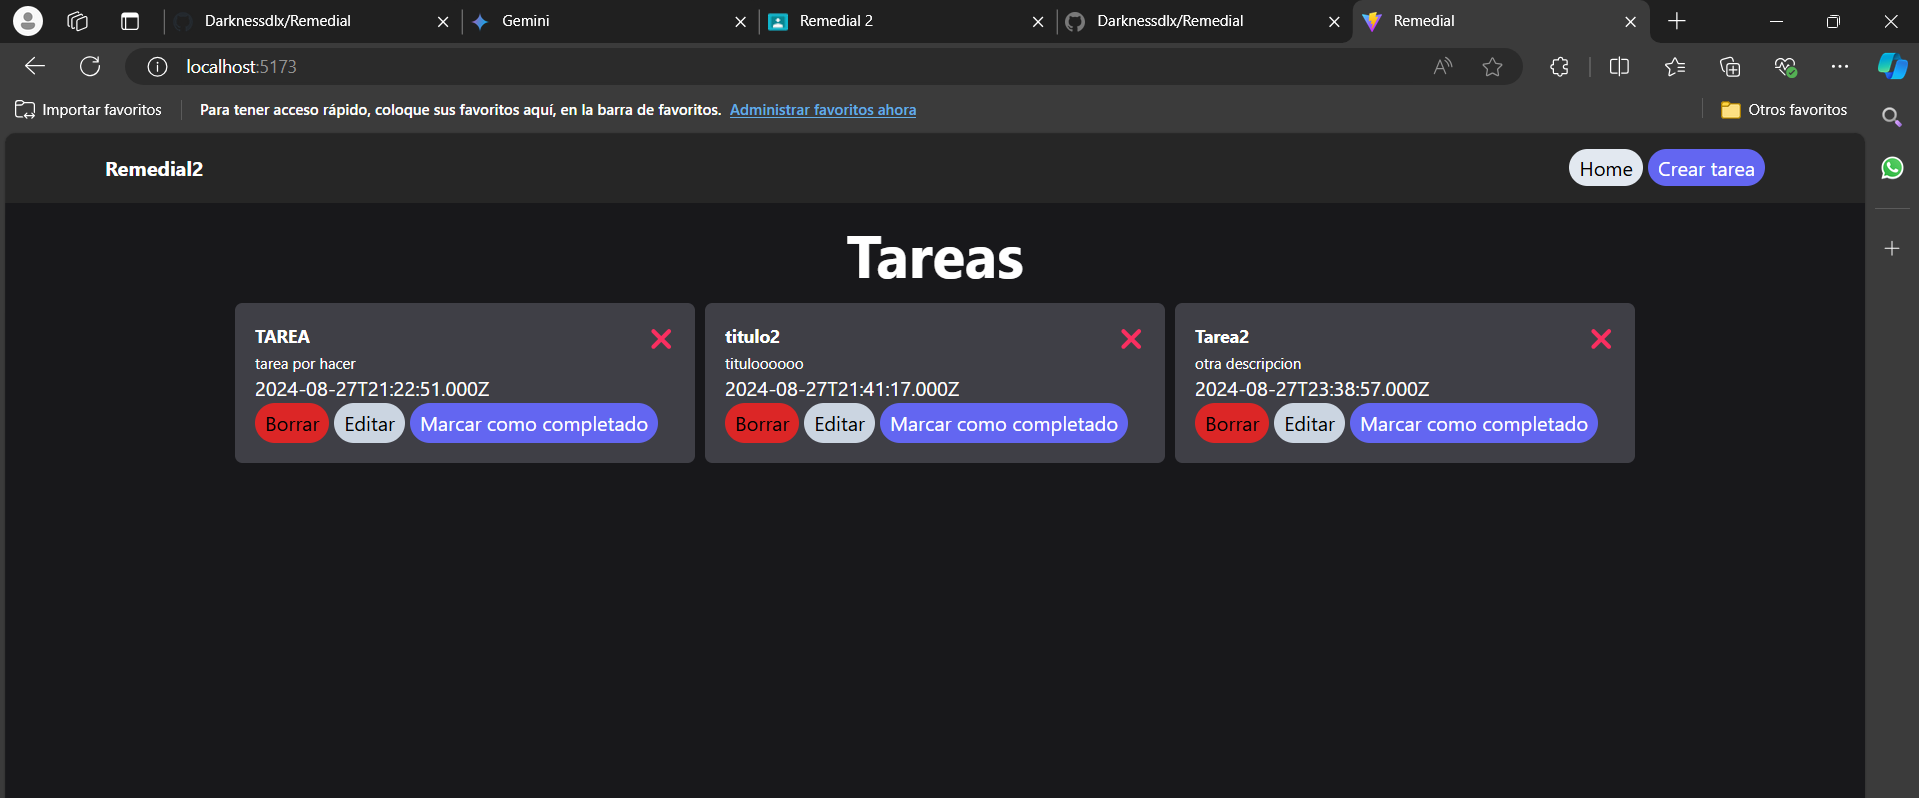 Darknessdlx/Remedial
Gemini
Remedial 2
Darknessdlx/Remedial
Remedial
localhost:5173
Importar favoritos
Para tener acceso rápido, coloque sus favoritos aquí, en la barra de favoritos. Administrar favoritos ahora
Otros favoritos
Remedial2
Home
Crear tarea
Tareas
TAREA
tarea por hacer
2024-08-27T21:22:51.000Z
Borrar Editar Marcar como completado
titulo2
tituloooooo
2024-08-27T21:41:17.000Z
Borrar Editar Marcar como completado
Tarea2
otra descripcion
2024-08-27T23:38:57.000Z
Borrar Editar Marcar como completado